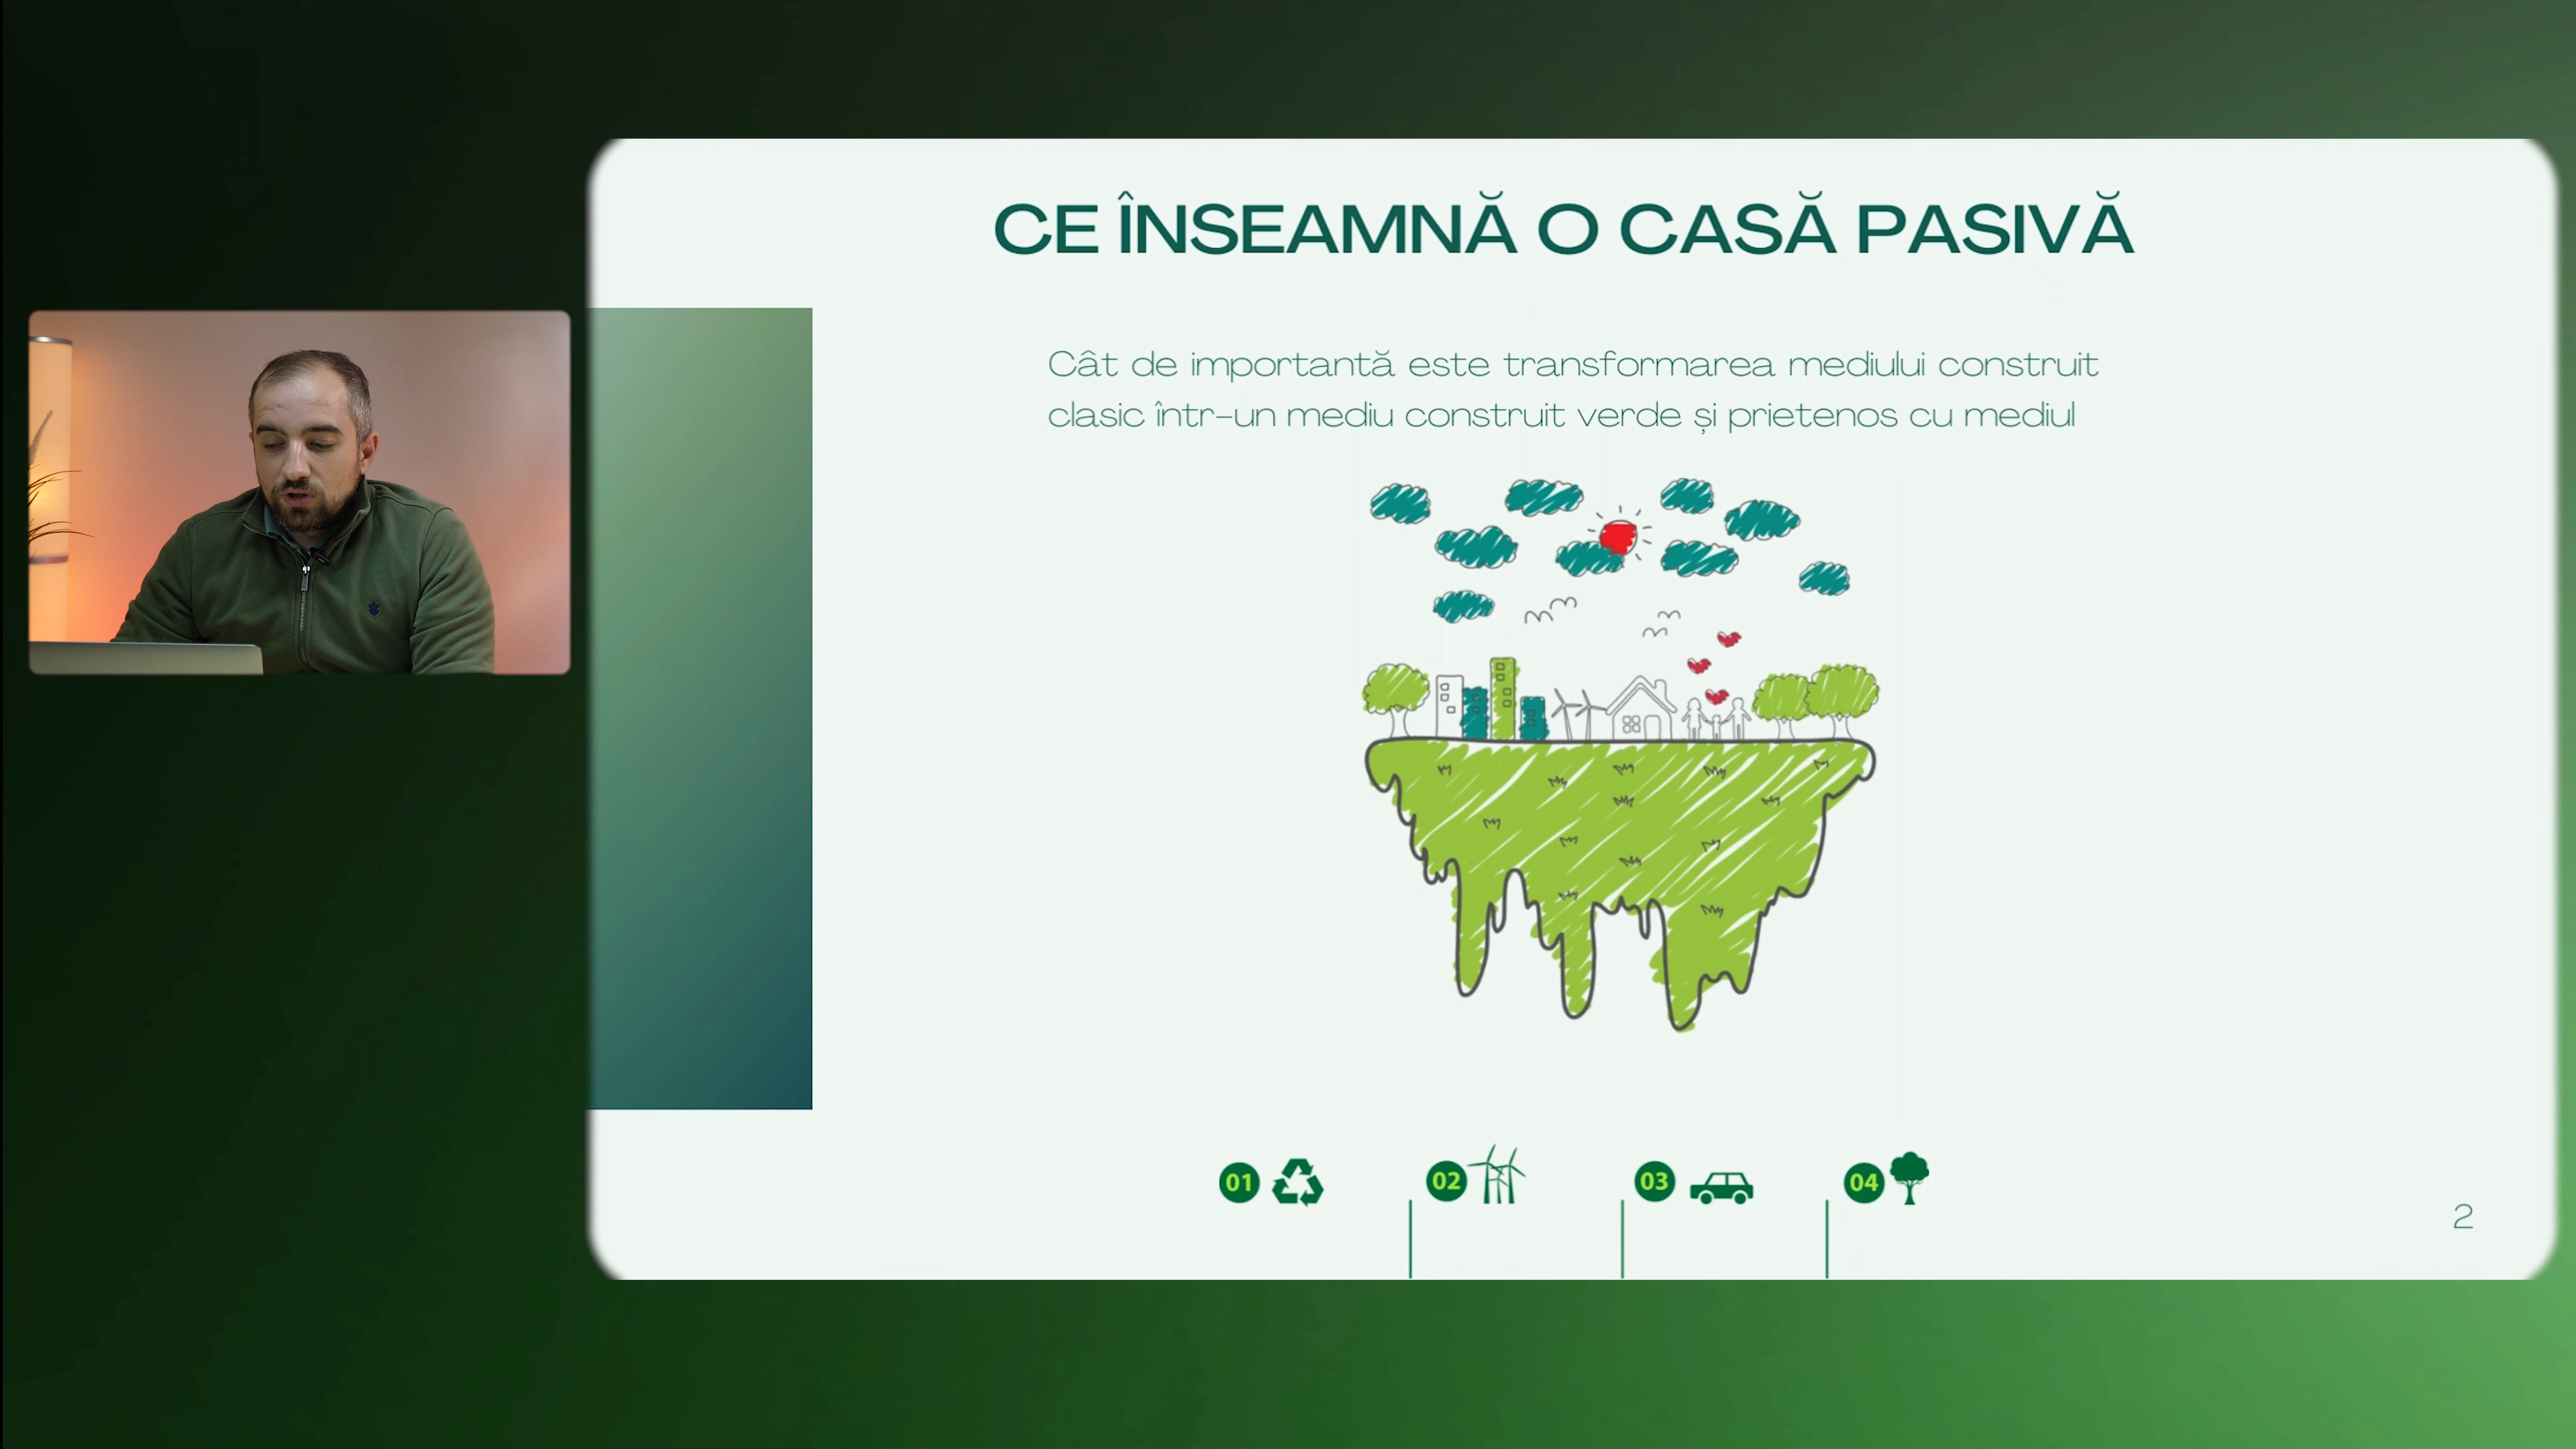 CE ÎNSEAMNĂ O CASĂ PASIVĂ
Cât de importantă este transformarea mediului construit
clasic într-un mediu construit verde și prietenos cu mediul
01
02
03
04
2